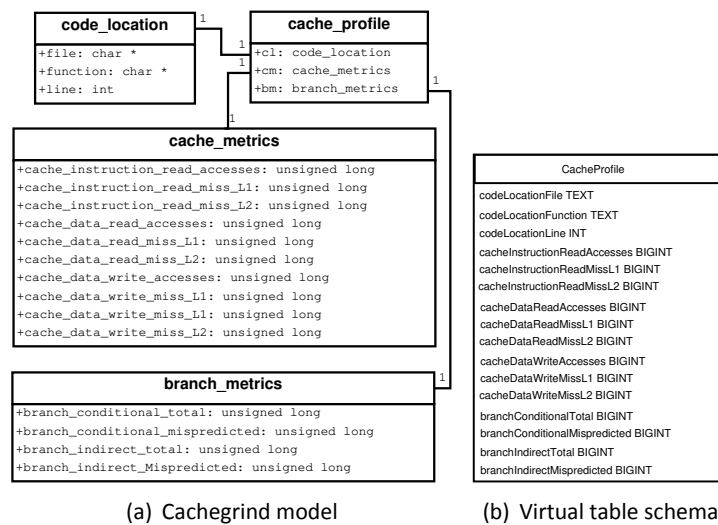 code_location
+file: char *
+function: char *
+line: int
1
1
cache_profile
+cl: code_location
+cm: cache_metrics
+bm: branch_metrics
1
1
1
cache_metrics
+cache_instruction_read_accesses: unsigned long
+cache_instruction_read_miss_L1: unsigned long
+cache_instruction_read_miss_L2: unsigned long
+cache_data_read_accesses: unsigned long
+cache_data_read_miss_L1: unsigned long
+cache_data_read_miss_L2: unsigned long
+cache_data_write_accesses: unsigned long
+cache_data_write_miss_L1: unsigned long
+cache_data_write_miss_L1: unsigned long
+cache_data_write_miss_L2: unsigned long
1
branch_metrics
+branch_conditional_total: unsigned long
+branch_conditional_mispredicted: unsigned long
+branch_indirect_total: unsigned long
+branch_indirect_Mispredicted: unsigned long
(a) Cachegrind model
CacheProfile
codeLocationFile TEXT
codeLocationFunction TEXT
codeLocationLine INT
cacheInstructionReadAccesses BIGINT
cacheInstructionReadMissL1 BIGINT
cacheInstructionReadMissL2 BIGINT
cacheDataReadAccesses BIGINT
cacheDataReadMissL1 BIGINT
cacheDataReadMissL2 BIGINT
cacheDataWriteAccesses BIGINT
cacheDataWriteMissL1 BIGINT
cacheDataWriteMissL2 BIGINT
branchConditionalTotal BIGINT
branchConditionalMispredicted BIGINT
branchIndirectTotal BIGINT
branchIndirectMispredicted BIGINT
(b) Virtual table schema